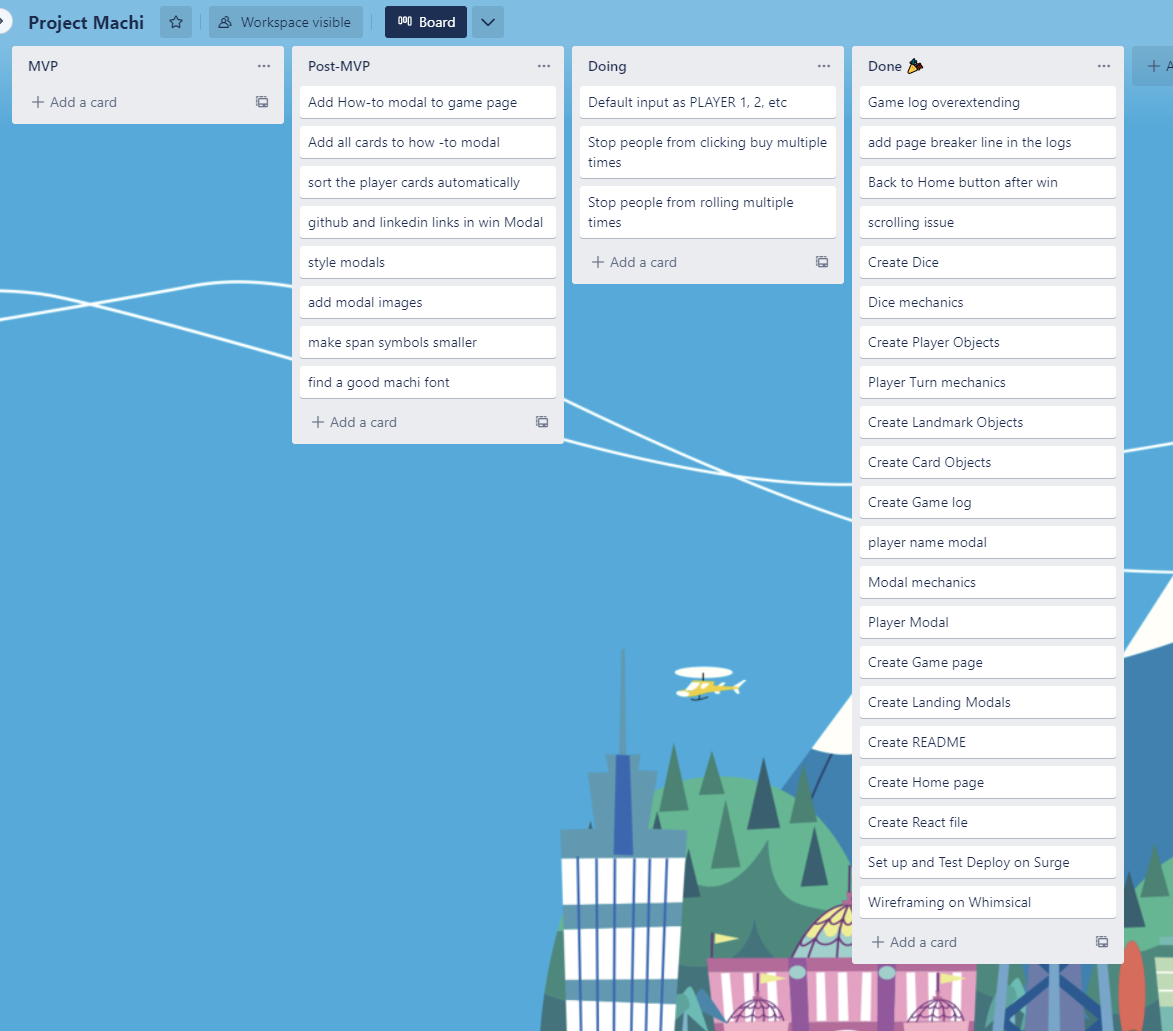 Project Machi
Workspace visible
Board
MVP
Add a card
Post-MVP
Add How-to modal to game page
Add all cards to how -to modal
sort the player cards automatically
github and linkedin links in win Modal
style modals
add modal images
make span symbols smaller
find a good machi font
Add a card
Doing
Default input as PLAYER 1, 2, etc
Stop people from clicking buy multiple
times
Stop people from rolling multiple
times
Add a card
Done
Game log overextending
add page breaker line in the logs
Back to Home button after win
scrolling issue
Create Dice
Dice mechanics
Create Player Objects
Player Turn mechanics
Create Landmark Objects
Create Card Objects
Create Game log
player name modal
Modal mechanics
Player Modal
Create Game page
Create Landing Modals
Create README
Create Home page
Create React file
Set up and Test Deploy on Surge
Wireframing on Whimsical
Add a card